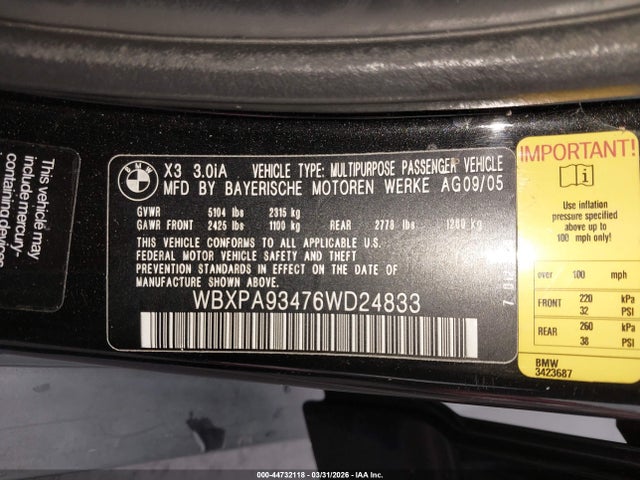 This vehicle may
include mercury-
containing devices
BMW
X3 3.0iA VEHICLE TYPE: MULTIPURPOSE PASSENGER VEHICLE
MFD BY BAYERISCHE MOTOREN WERKE AG09/05
GVWR 5104 lbs 2315 kg
GAWR FRONT 2425 lbs 1100 kg REAR 2778 lbs 1260 kg
THIS VEHICLE CONFORMS TO ALL APPLICABLE U.S.
FEDERAL MOTOR VEHICLE SAFETY AND THEFT
PREVENTION STANDARDS IN EFFECT ON THE DATE OF
MANUFACTURE SHOWN ABOVE.
WBXPA93476WD24833
IMPORTANT!
Use inflation
pressure specified
above up to
100 mph only!
over 100 mph
FRONT 220 kPa
32 PSI
REAR 260 kPa
38 PSI
BMW
3423687
000-44732118 - 03/31/2026 - IAA Inc.